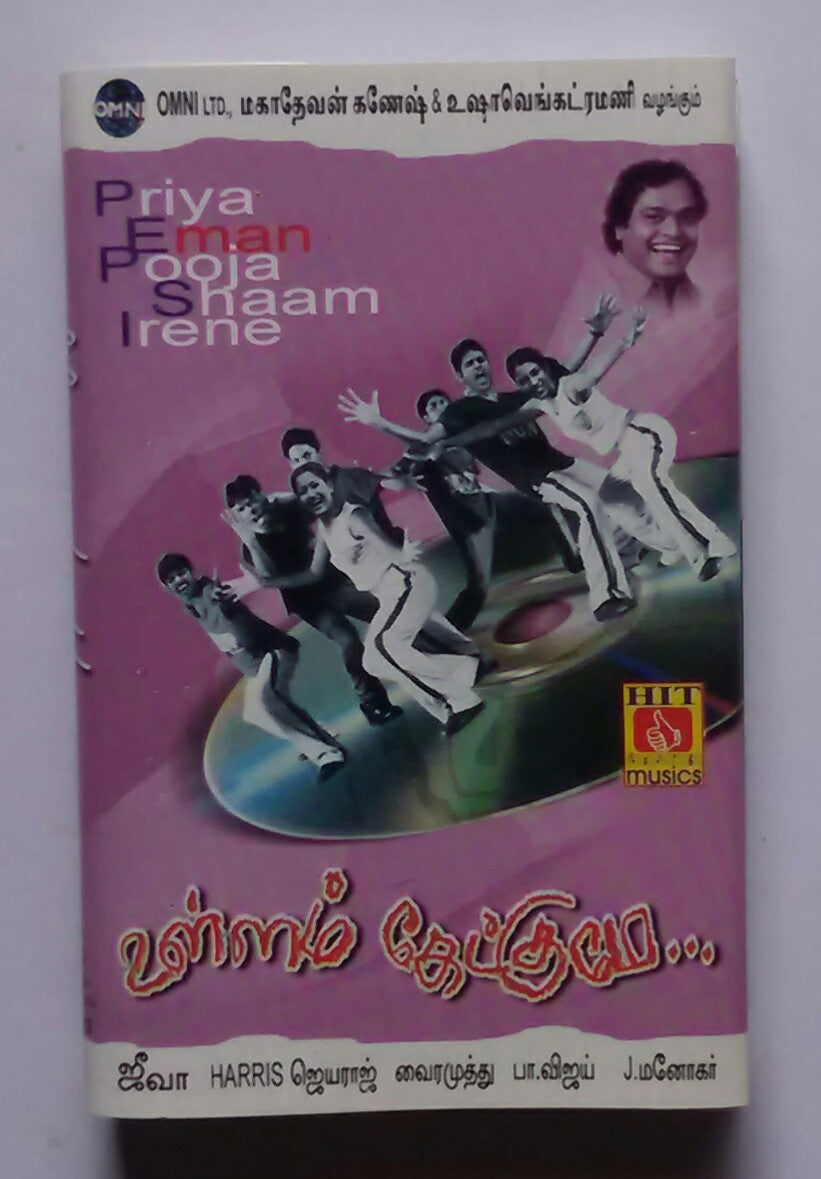 OMNI OMNI LTD., மகாதேவன் கணேஷ் & உஷாவெங்கட்ரமணி வழங்கும்
Priya
Eman
Pooja
Shaam
Irene
HIT
musics
உள்ளம் கேட்குமே...
ஜீவா HARRIS ஜெயராஜ் வைரமுத்து பா.விஜய் J.மனோகர்